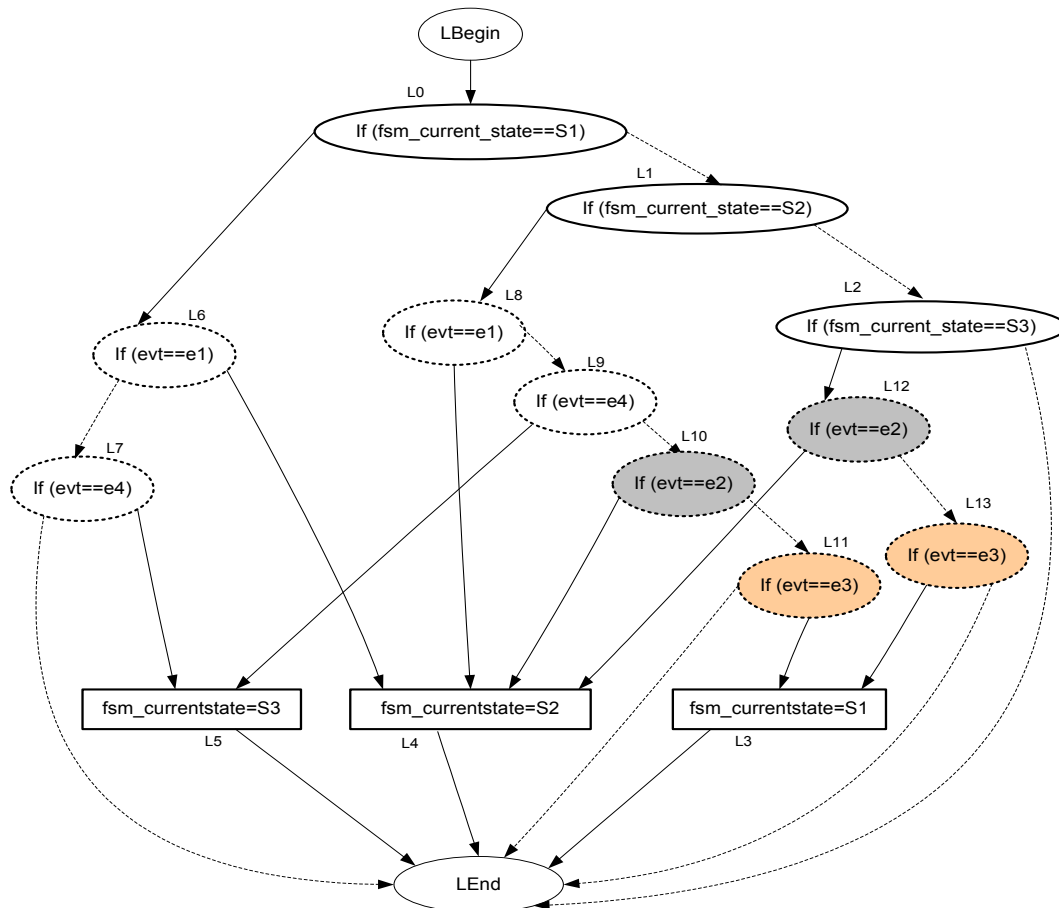 LBegin
L0
If (fsm_current_state==S1)
L1
If (fsm_current_state==S2)
L2
If (fsm_current_state==S3)
L6
If (evt==e1)
L8
If (evt==e1)
L9
If (evt==e4)
L12
If (evt==e2)
L7
If (evt==e4)
L10
If (evt==e2)
L13
If (evt==e3)
L11
If (evt==e3)
fsm_currentstate=S3
fsm_currentstate=S2
fsm_currentstate=S1
L5
L4
L3
LEnd